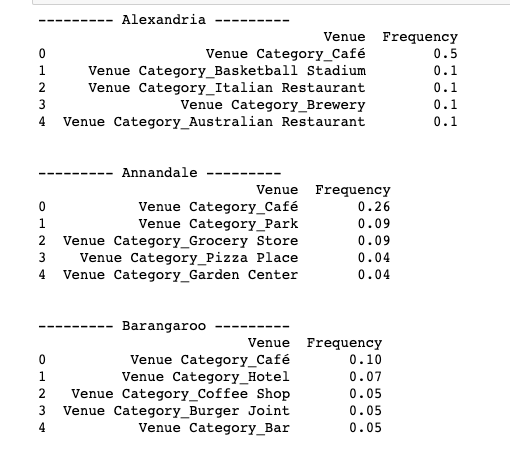 --------- Alexandria ---------
Venue Frequency
0 Venue Category_Café 0.5
1 Venue Category_Basketball Stadium 0.1
2 Venue Category_Italian Restaurant 0.1
3 Venue Category_Brewery 0.1
4 Venue Category_Australian Restaurant 0.1
--------- Annandale ---------
Venue Frequency
0 Venue Category_Café 0.26
1 Venue Category_Park 0.09
2 Venue Category_Grocery Store 0.09
3 Venue Category_Pizza Place 0.04
4 Venue Category_Garden Center 0.04
--------- Barangaroo ---------
Venue Frequency
0 Venue Category_Café 0.10
1 Venue Category_Hotel 0.07
2 Venue Category_Coffee Shop 0.05
3 Venue Category_Burger Joint 0.05
4 Venue Category_Bar 0.05